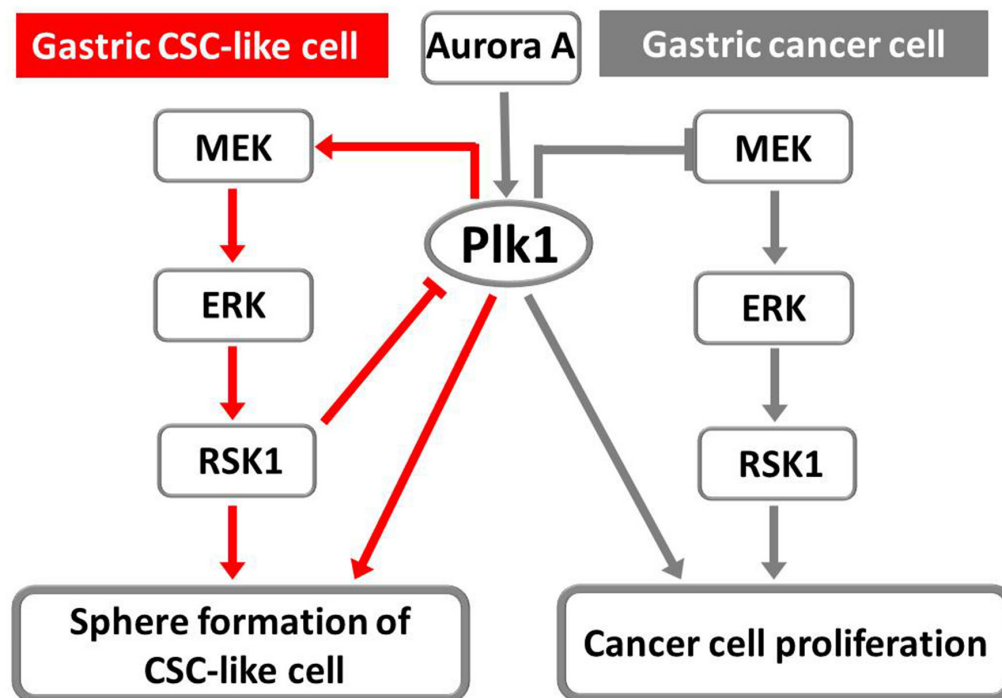 Gastric CSC-like cell
Aurora A
Gastric cancer cell
MEK
MEK
Plk1
ERK
ERK
RSK1
RSK1
Sphere formation of
CSC-like cell
Cancer cell proliferation